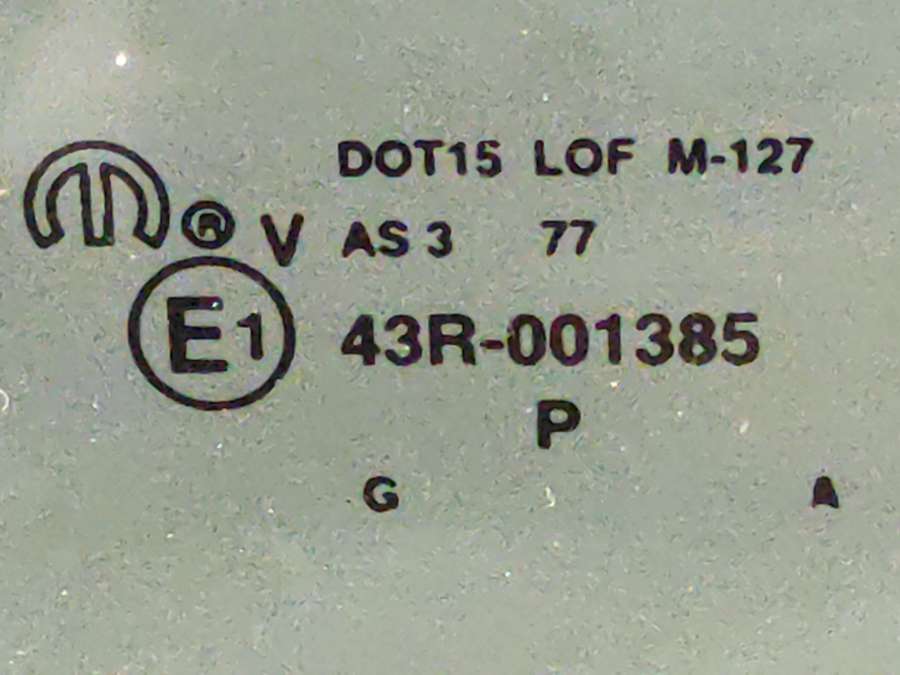 DOT15 LOF M-127
® V AS 3 77
E1 43R-001385
P
G A